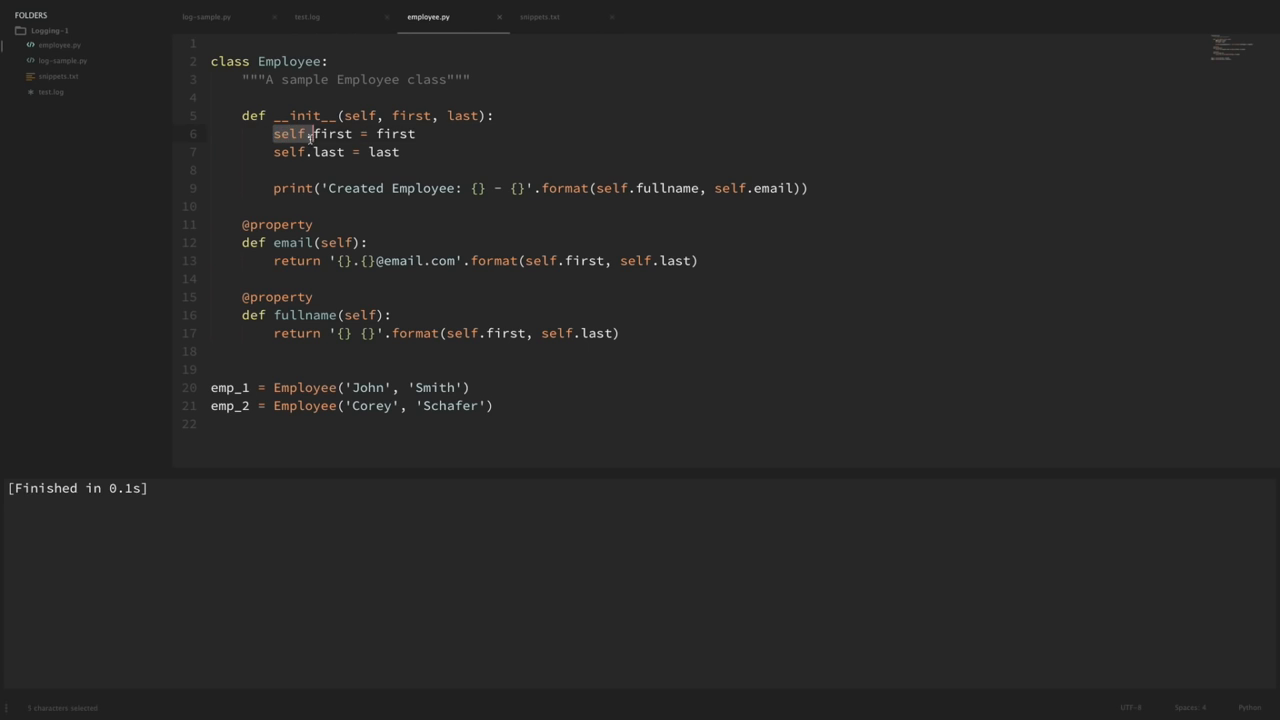 FOLDERS
Logging-1
employee.py
log-sample.py
snippets.txt
test.log
log-sample.py × test.log × employee.py × snippets.txt ×
1
2 class Employee:
3 """A sample Employee class"""
4
5 def __init__(self, first, last):
6 self.first = first
7 self.last = last
8
9 print('Created Employee: {} - {}'.format(self.fullname, self.email))
10
11 @property
12 def email(self):
13 return '{}.{}@email.com'.format(self.first, self.last)
14
15 @property
16 def fullname(self):
17 return '{} {}'.format(self.first, self.last)
18
19
20 emp_1 = Employee('John', 'Smith')
21 emp_2 = Employee('Corey', 'Schafer')
22
[Finished in 0.1s]
5 characters selected
UTF-8 Spaces: 4 Python